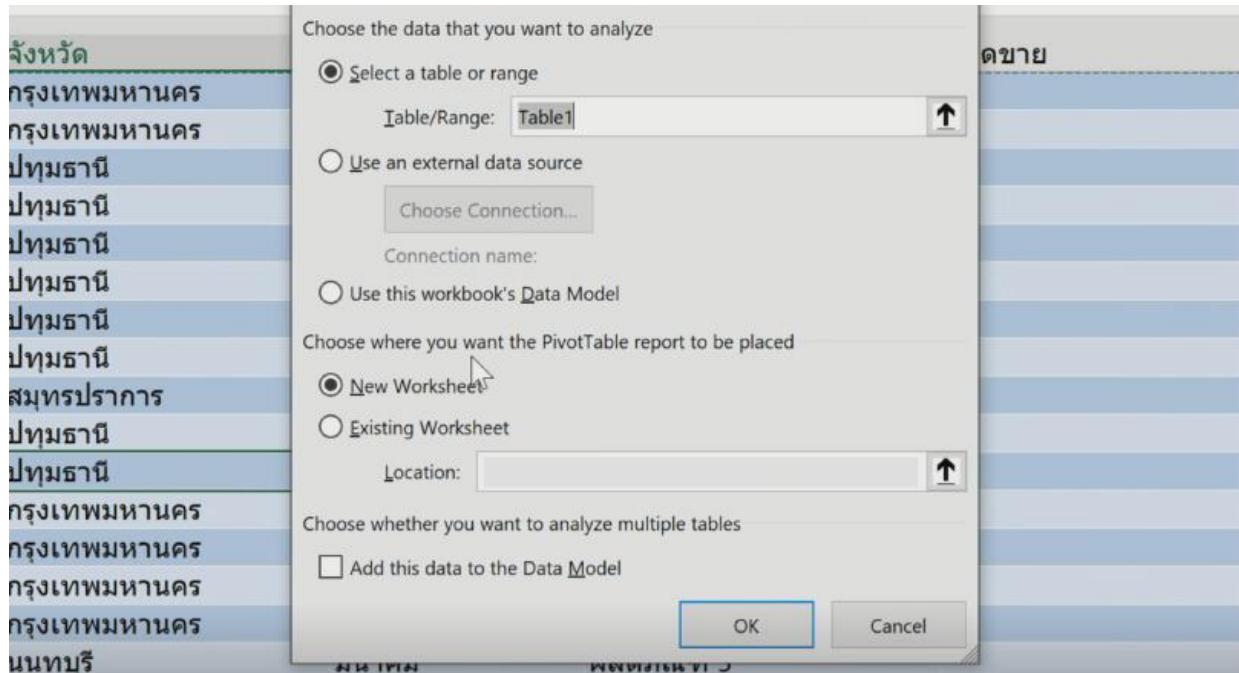 จังหวัด
กรุงเทพมหานคร
กรุงเทพมหานคร
ปทุมธานี
ปทุมธานี
ปทุมธานี
ปทุมธานี
ปทุมธานี
ปทุมธานี
สมุทรปราการ
ปทุมธานี
ปทุมธานี
กรุงเทพมหานคร
กรุงเทพมหานคร
กรุงเทพมหานคร
กรุงเทพมหานคร
นนทบุรี
Choose the data that you want to analyze
Select a table or range
Table/Range: Table1
Use an external data source
Choose Connection...
Connection name:
Use this workbook's Data Model
Choose where you want the PivotTable report to be placed
New Worksheet
Existing Worksheet
Location:
Choose whether you want to analyze multiple tables
Add this data to the Data Model
OK Cancel
ดขาย